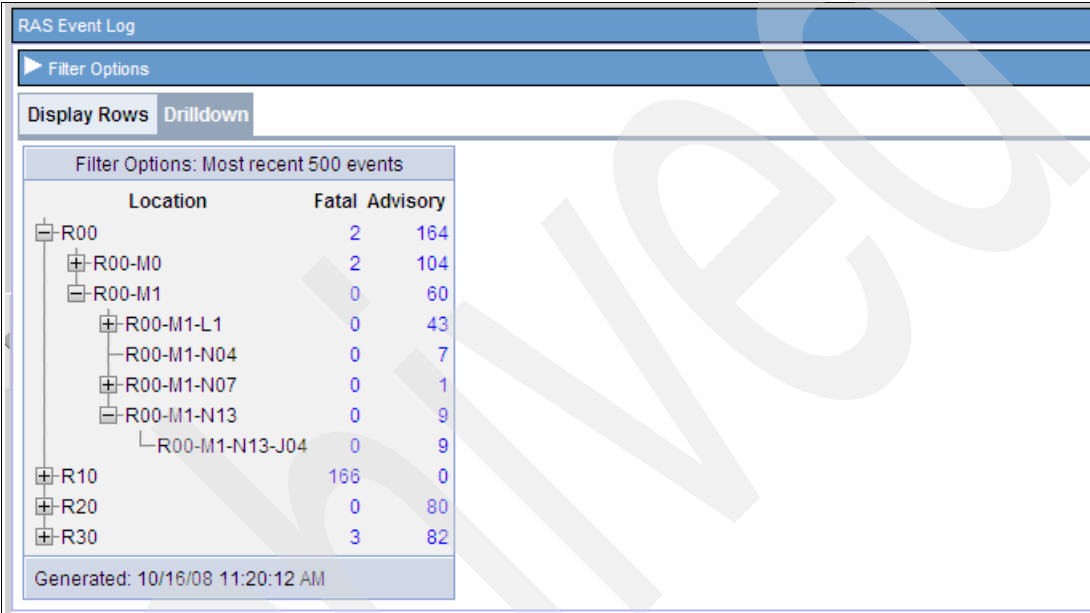 RAS Event Log
Filter Options
Display Rows Drilldown
Filter Options: Most recent 500 events
Location Fatal Advisory
R00 2 164
R00-M0 2 104
R00-M1 0 60
R00-M1-L1 0 43
R00-M1-N04 0 7
R00-M1-N07 0 1
R00-M1-N13 0 9
R00-M1-N13-J04 0 9
R10 166 0
R20 0 80
R30 3 82
Generated: 10/16/08 11:20:12 AM